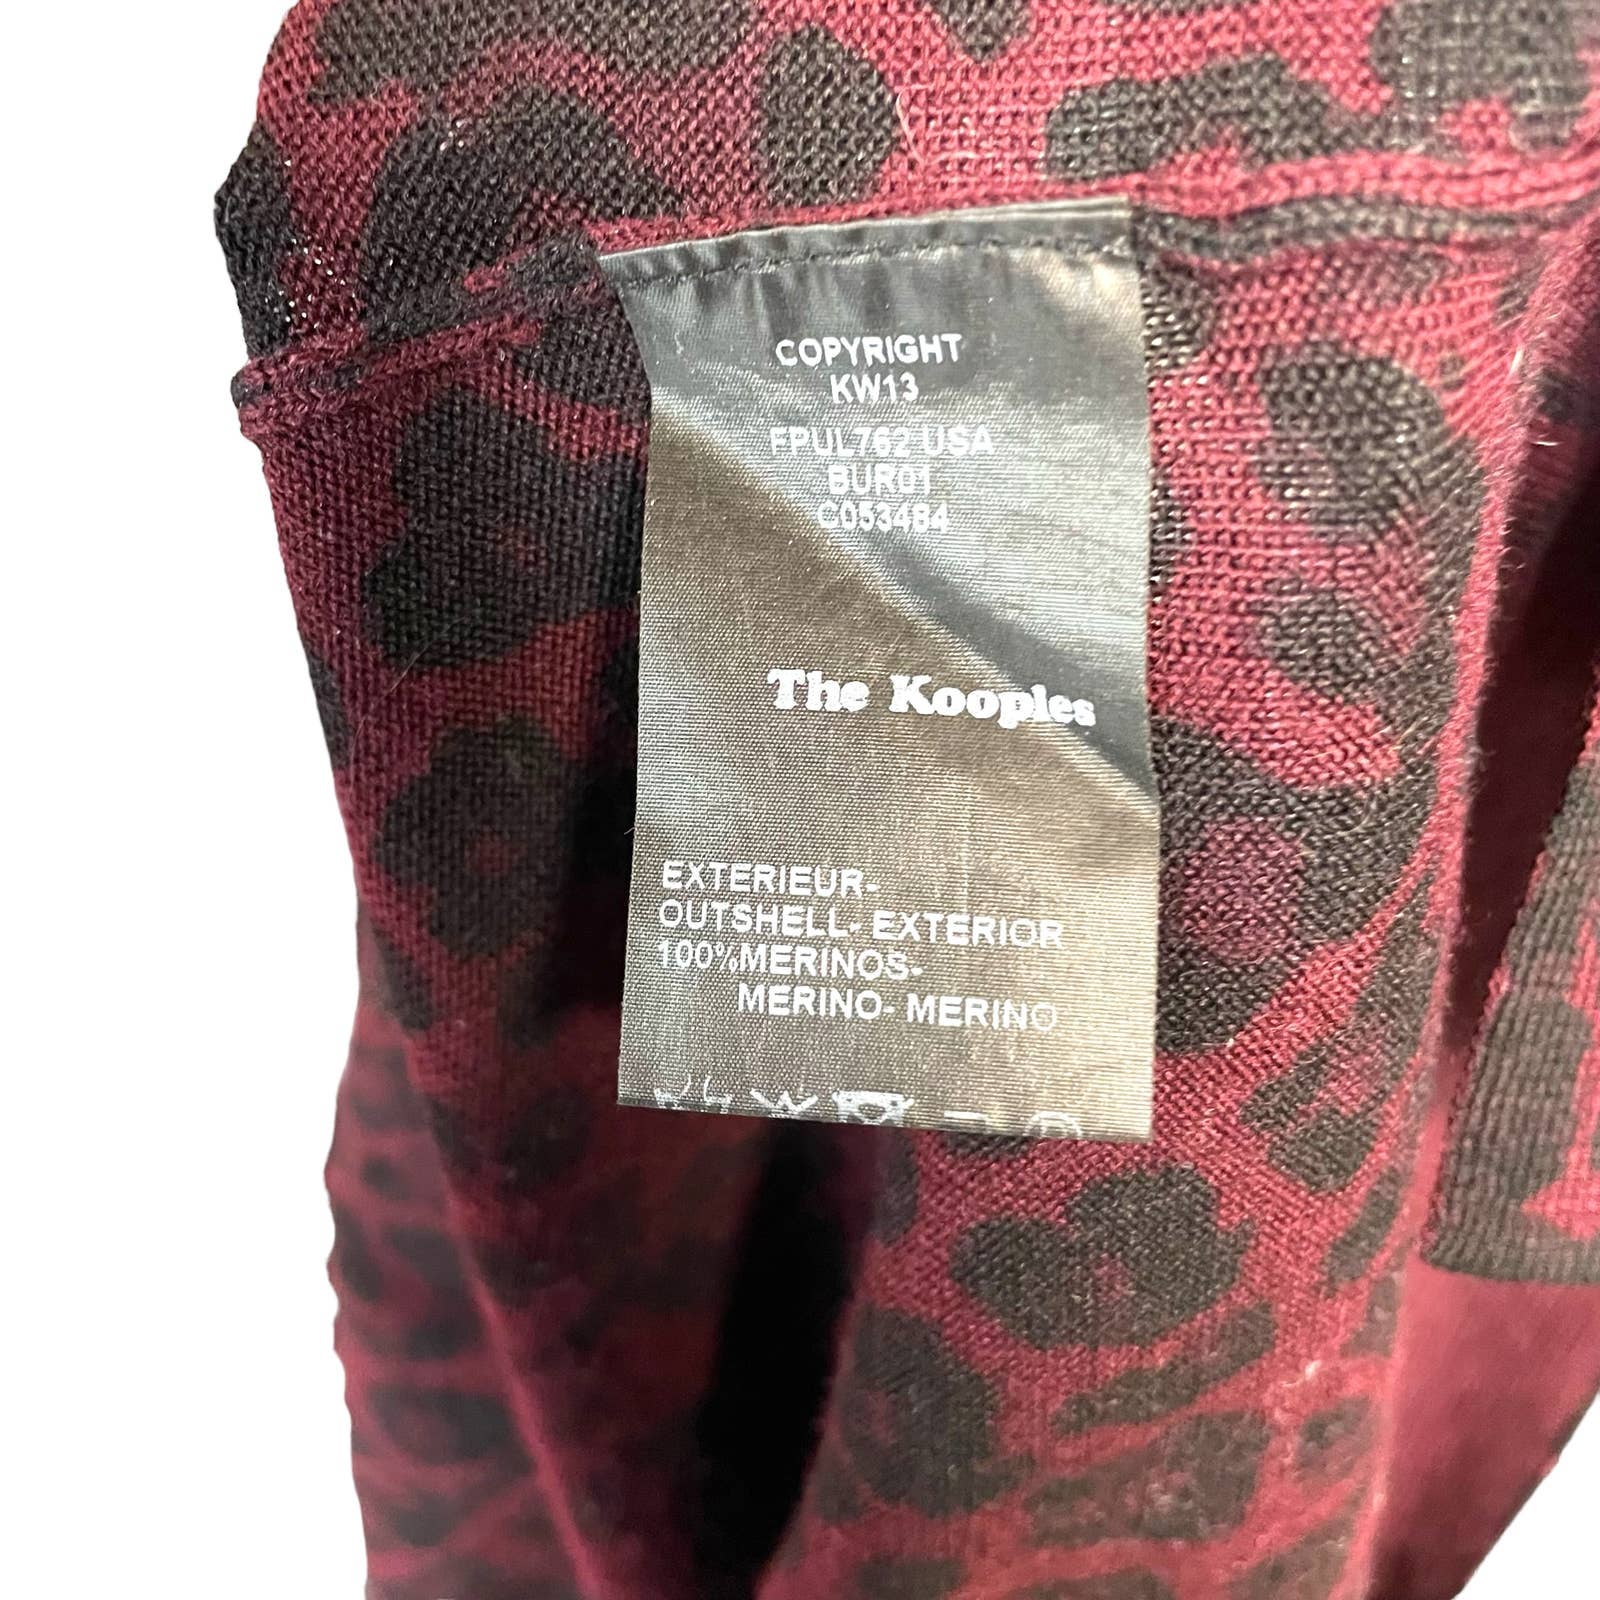 COPYRIGHT
KW13
FPUL762 USA
BUR01
C053484
The Kooples
EXTERIEUR-
OUTSHELL- EXTERIOR
100%MERINOS-
MERINO- MERINO